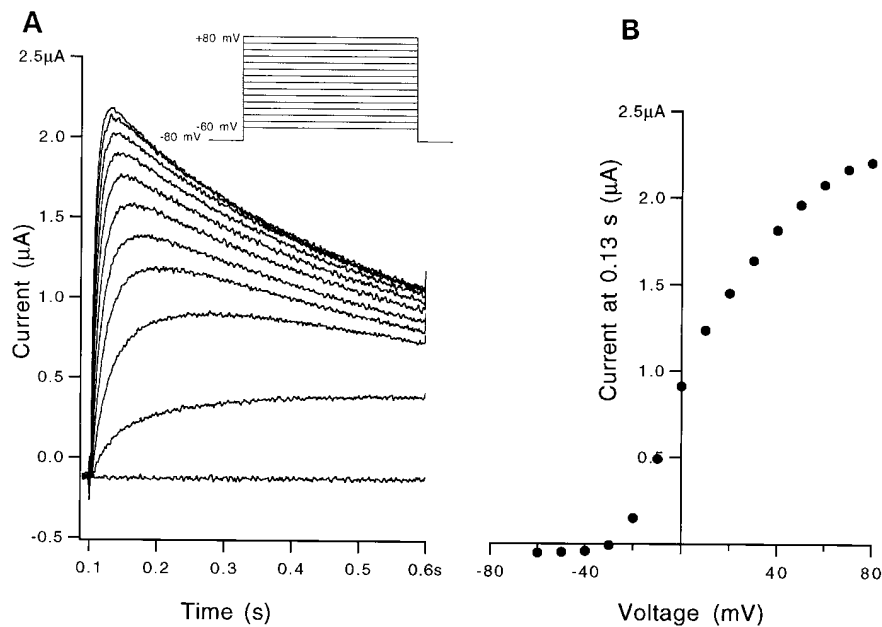 A
+80 mV
-60 mV
-80 mV
2.5µA
2.0
1.5
1.0
0.5
0.0
-0.5
Current (µA)
0.1
0.2
0.3
0.4
0.5
0.6s
Time (s)
B
2.5µA
2.0
1.5
1.0
0.5
Current at 0.13 s (µA)
-80
-40
40
80
Voltage (mV)